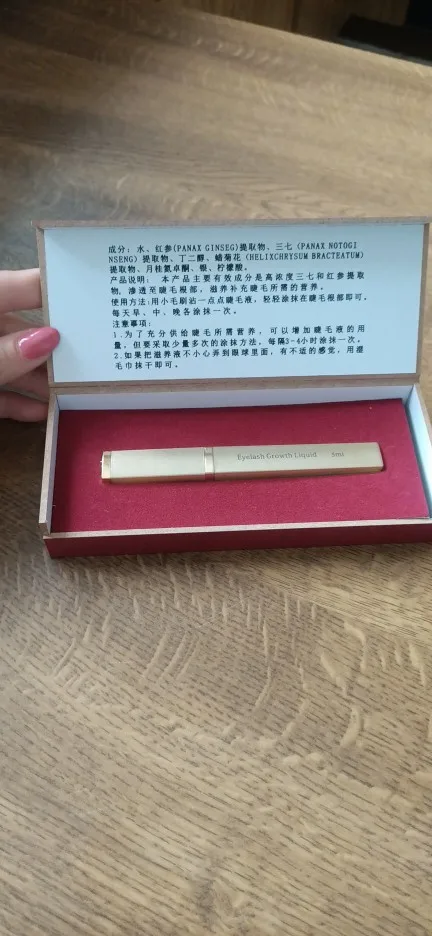 成分：水、红参(PANAX GINSEG)提取物、三七（PANAX NOTOGI
NSENG）提取物、丁二醇、蜡菊花（HELIXCHRYSUM BRACTEATUM）
提取物、月桂氮卓酮、银、柠檬酸。
产品说明： 本产品主要有效成分是高浓度三七和红参提取
物，渗透至睫毛根部，滋养补充睫毛所需的营养。
使用方法:用小毛刷沾一点点睫毛液，轻轻涂抹在睫毛根部即可。
每天早、中、晚各涂抹一次。
注意事项：
1.为了充分供给睫毛所需营养，可以增加睫毛液的用
量，但要采取少量多次的涂抹方法，每隔3-4小时涂抹一次。
2.如果把滋养液不小心弄到眼球里面，有不适的感觉，用湿
毛巾抹干即可。
Eyelash Growth Liquid 5ml